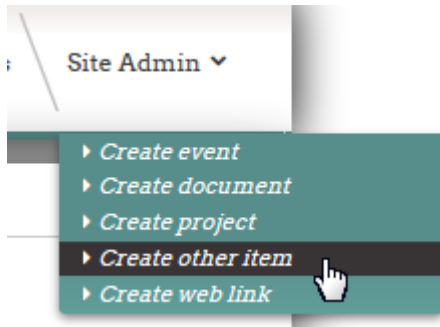 Site Admin
Create event
Create document
Create project
Create other item
Create web link